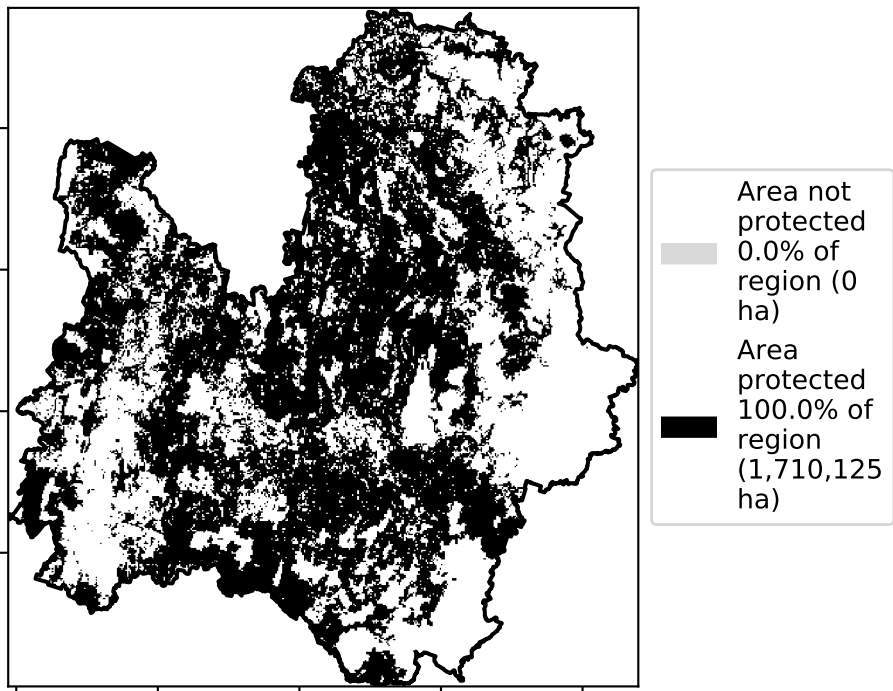 Area not
protected
0.0% of
region (0
ha)
Area
protected
100.0% of
region
(1,710,125
ha)